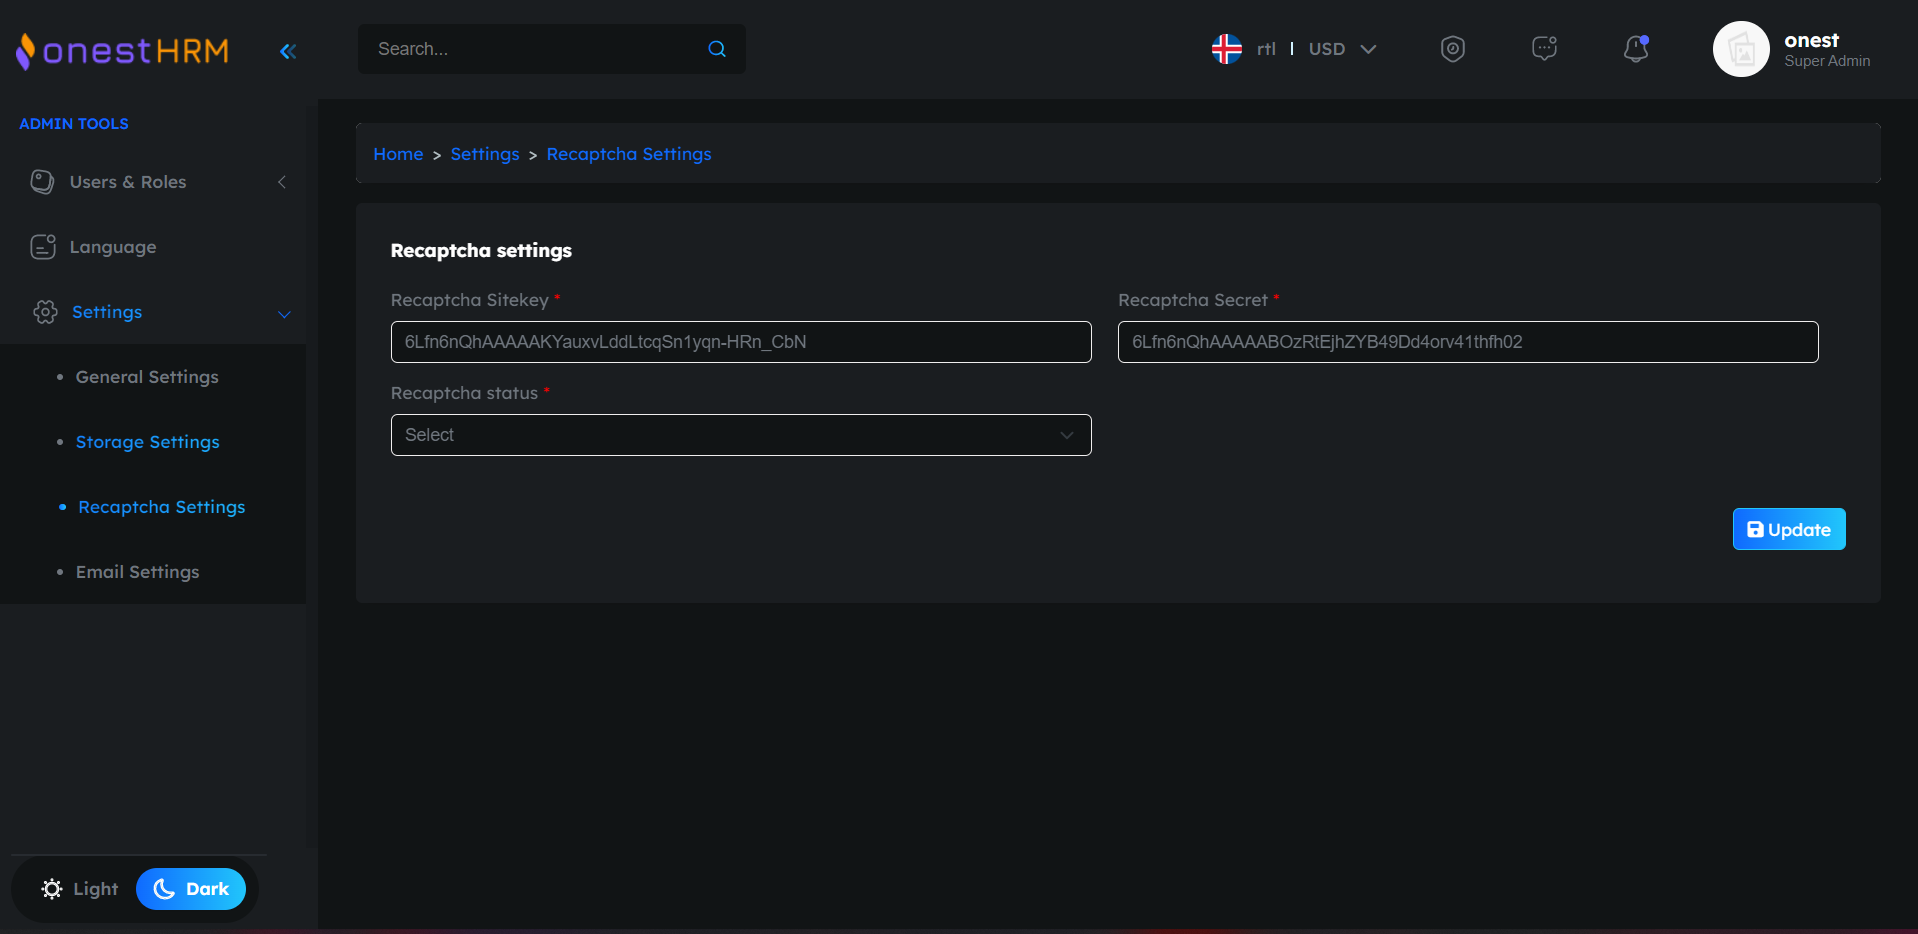 onestHRM
Search...
rtl | USD
onest
Super Admin
ADMIN TOOLS
Users & Roles
Language
Settings
General Settings
Storage Settings
Recaptcha Settings
Email Settings
Light
Dark
Home > Settings > Recaptcha Settings
Recaptcha settings
Recaptcha Sitekey *
6Lfn6nQhAAAAAKYauxvLddLtcqSn1yqn-HRn_CbN
Recaptcha Secret *
6Lfn6nQhAAAAABOzRtEjhZYB49Dd4orv41thfh02
Recaptcha status *
Select
Update